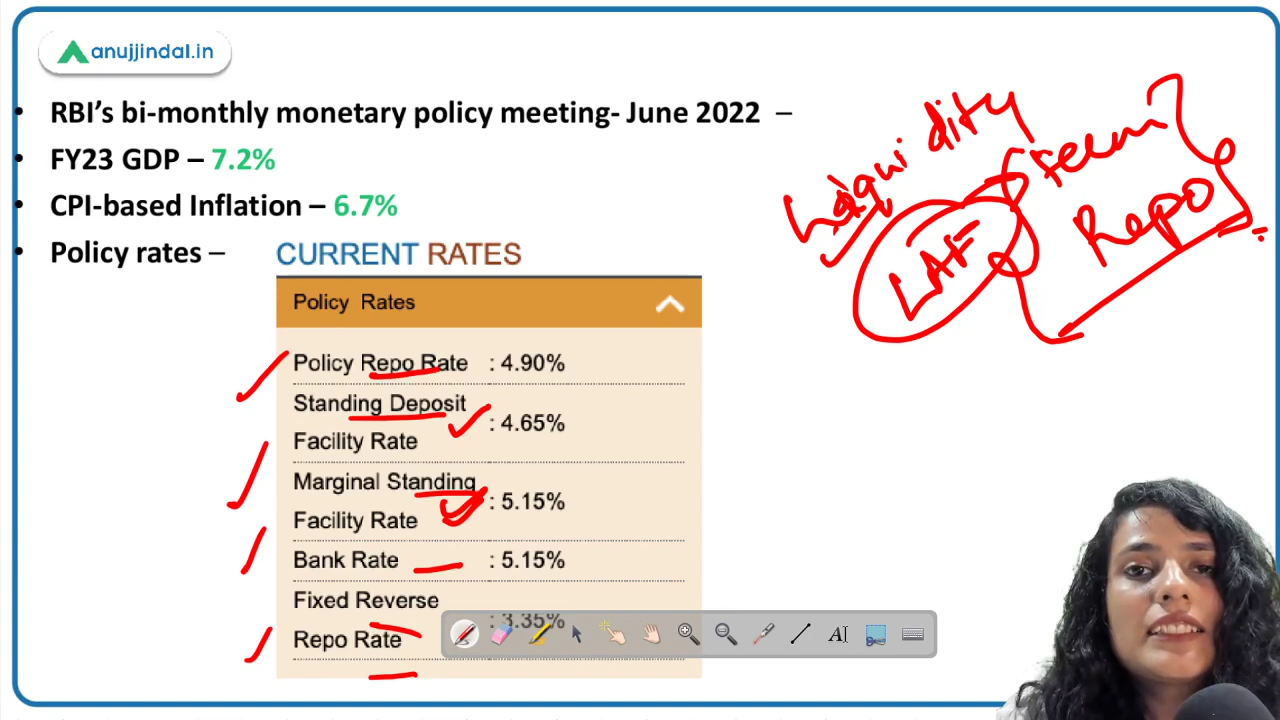 anujjindal.in
• RBI’s bi-monthly monetary policy meeting- June 2022 –
• FY23 GDP – 7.2%
• CPI-based Inflation – 6.7%
• Policy rates –
CURRENT RATES
Policy Rates
Policy Repo Rate : 4.90%
Standing Deposit
Facility Rate : 4.65%
Marginal Standing
Facility Rate : 5.15%
Bank Rate : 5.15%
Fixed Reverse
Repo Rate : 3.35%
LAF
Repo
AI